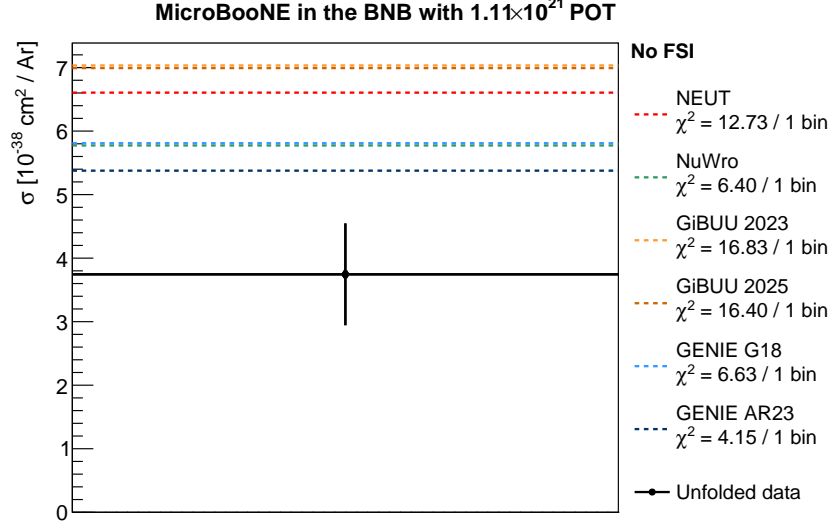 MicroBooNE in the BNB with 1.11×10²¹ POT
σ [10⁻³⁸ cm² / Ar]
7
6
5
4
3
2
1
0
No FSI
NEUT
χ² = 12.73 / 1 bin
NuWro
χ² = 6.40 / 1 bin
GiBUU 2023
χ² = 16.83 / 1 bin
GiBUU 2025
χ² = 16.40 / 1 bin
GENIE G18
χ² = 6.63 / 1 bin
GENIE AR23
χ² = 4.15 / 1 bin
Unfolded data